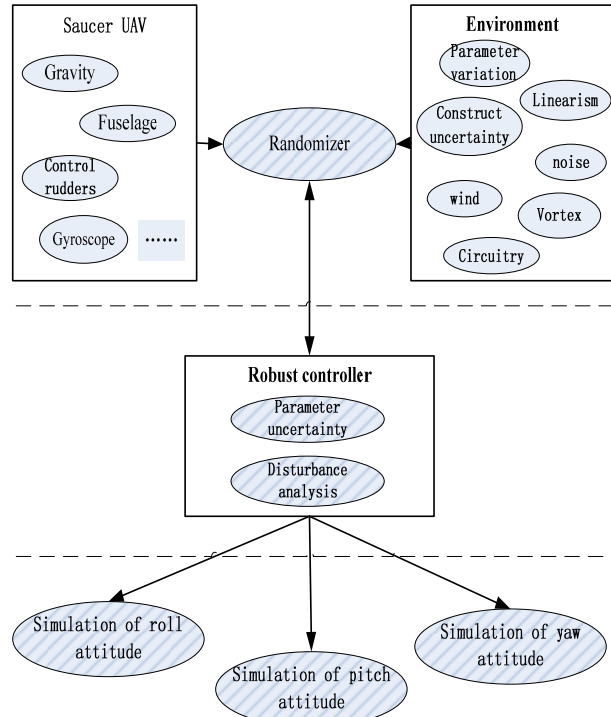 Saucer UAV
Gravity
Fuselage
Control
rudders
Gyroscope
......
Randomizer
Environment
Parameter
variation
Linearism
Construct
uncertainty
noise
wind
Vortex
Circuitry
Robust controller
Parameter
uncertainty
Disturbance
analysis
Simulation of roll
attitude
Simulation of pitch
attitude
Simulation of yaw
attitude